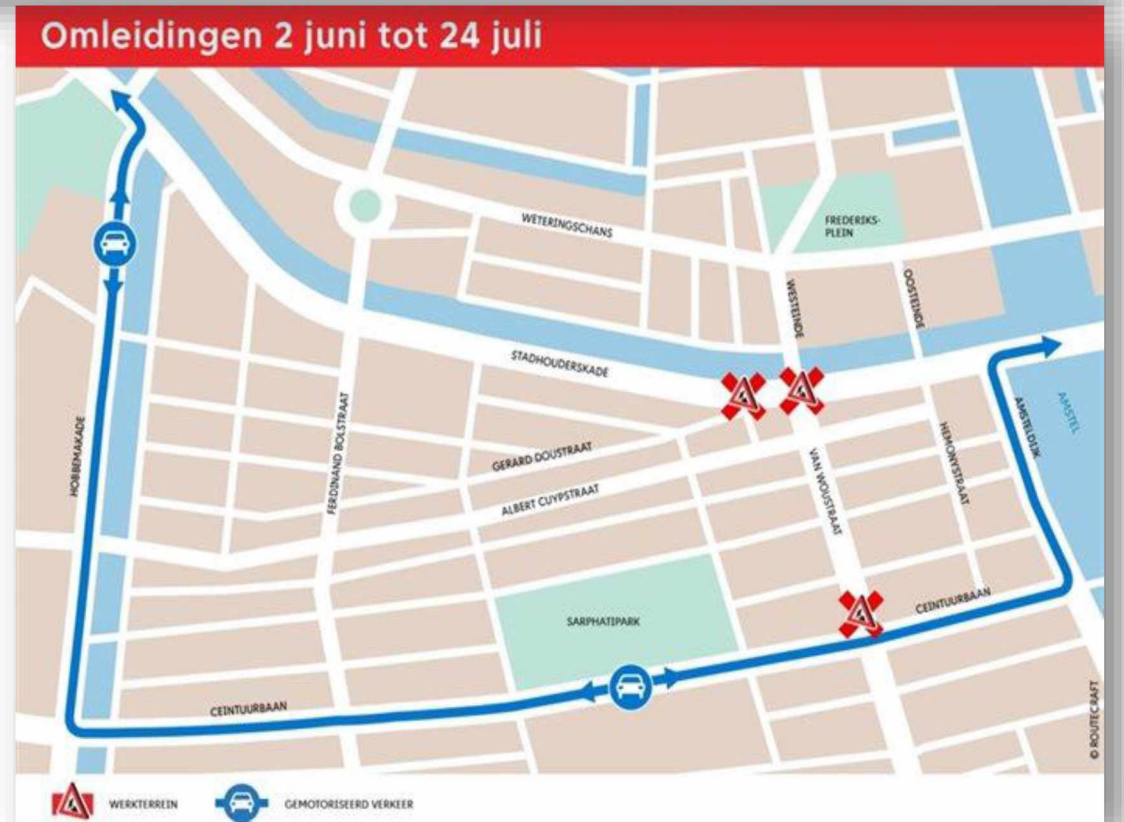 Omleidingen 2 juni tot 24 juli
WETERINGSCHANS
FREDERIKS-
PLEIN
WESTEINDE
OOSTEINDE
STADHOUDERSKADE
HOBBEMAKADE
FERDINAND BOLSTRAAT
GERARD DOUSTRAAT
ALBERT CUYPSTRAAT
VAN WOUSTRAAT
HEMONYSTRAAT
AMSTELDIJK
AMSTEL
SARPHATIPARK
CEINTUURBAAN
CEINTUURBAAN
© ROUTECRAFT
WERKTERREIN
GEMOTORISEERD VERKEER